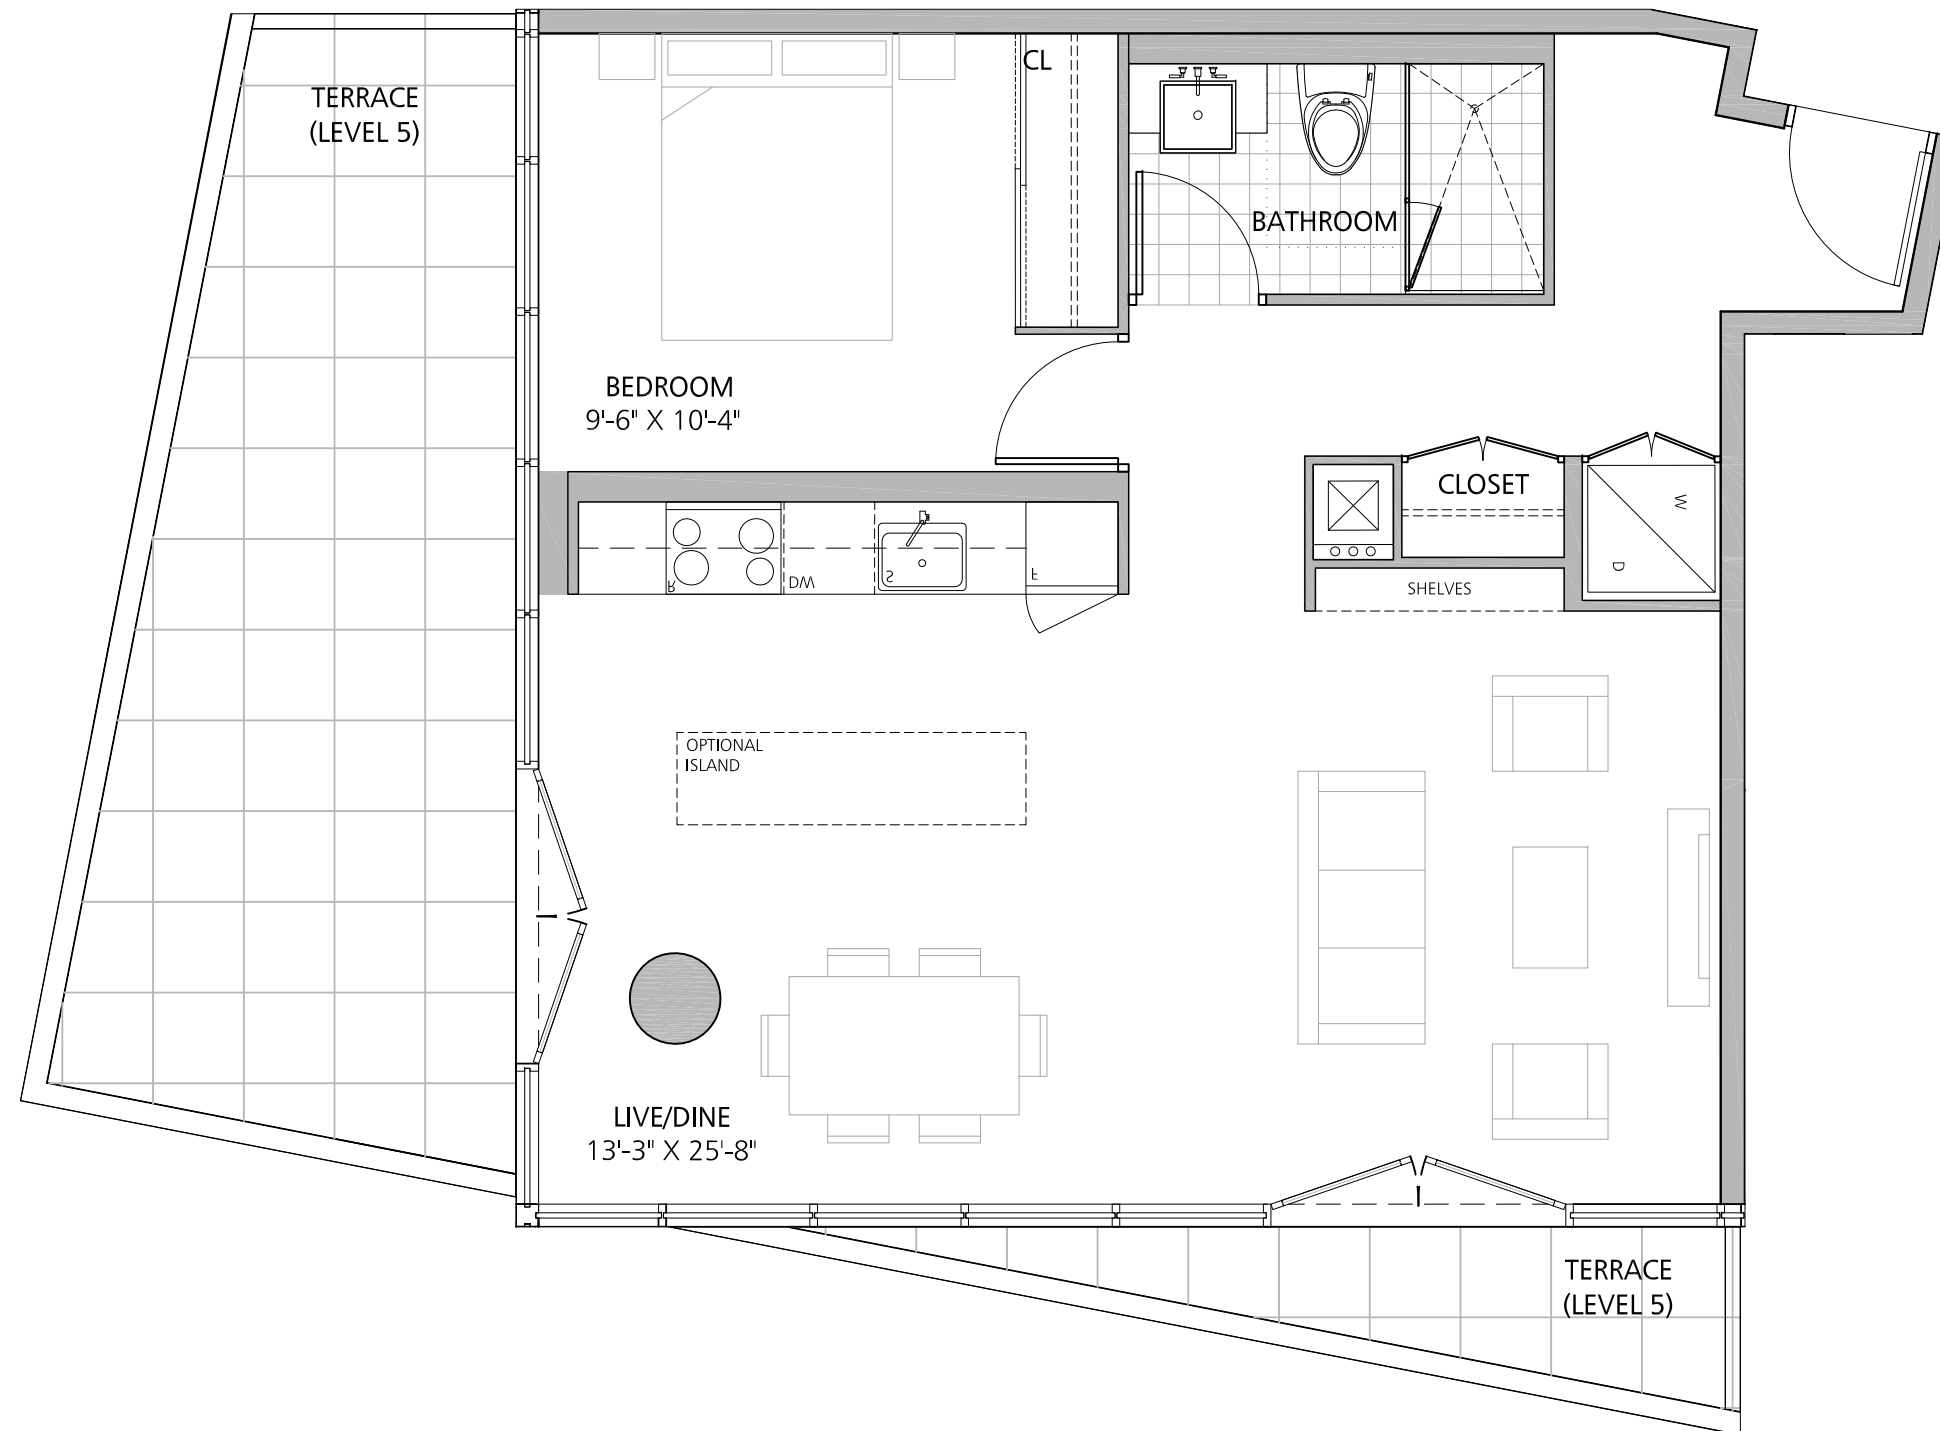 TERRACE
(LEVEL 5)
CL
BATHROOM
BEDROOM
9'-6" X 10'-4"
CLOSET
W
D
R
DW
S
F
SHELVES
OPTIONAL
ISLAND
LIVE/DINE
13'-3" X 25'-8"
TERRACE
(LEVEL 5)